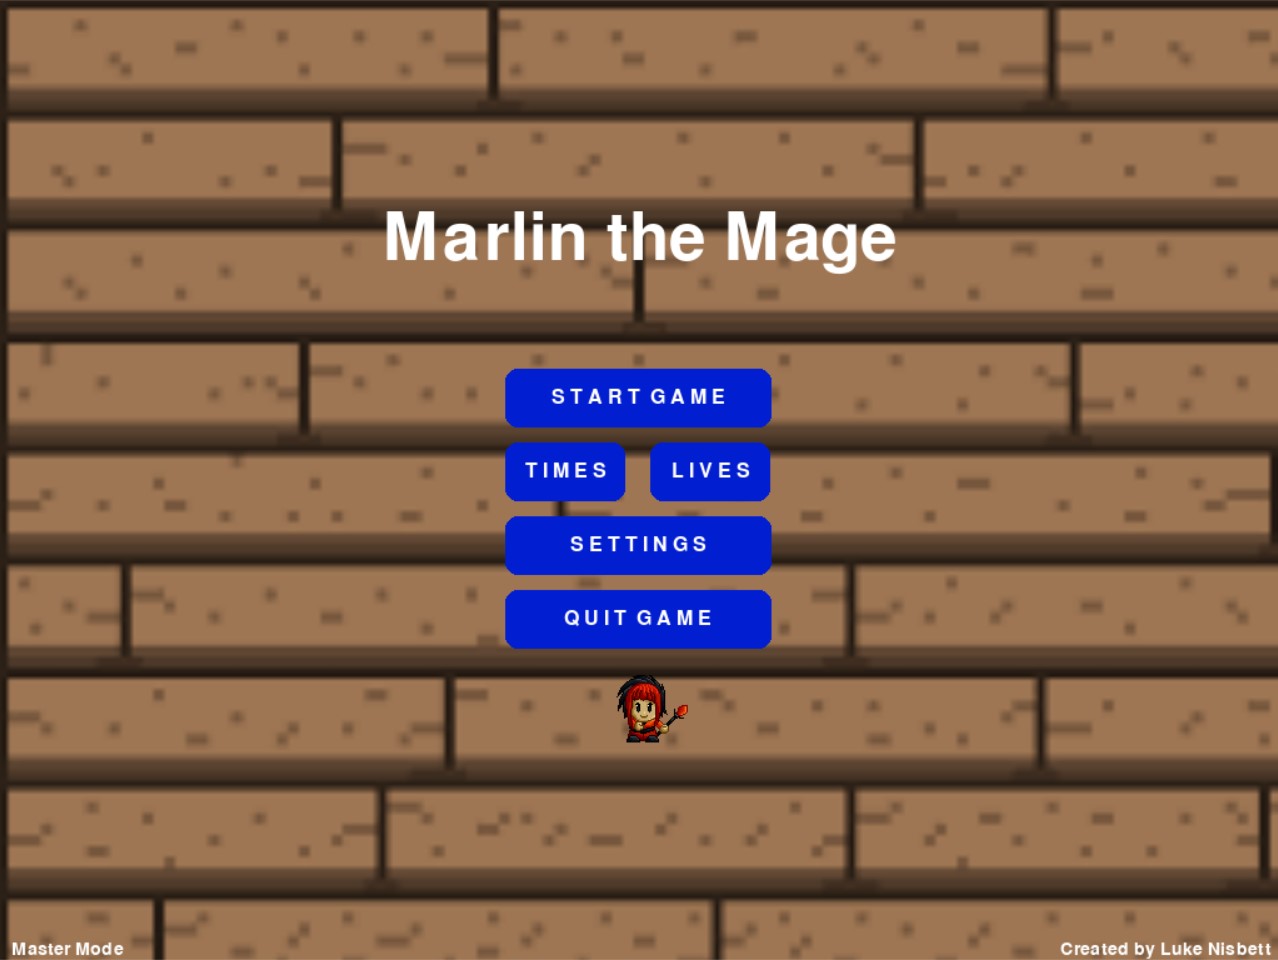 Marlin the Mage
START GAME
TIMES
LIVES
SETTINGS
QUIT GAME
Master Mode
Created by Luke Nisbett